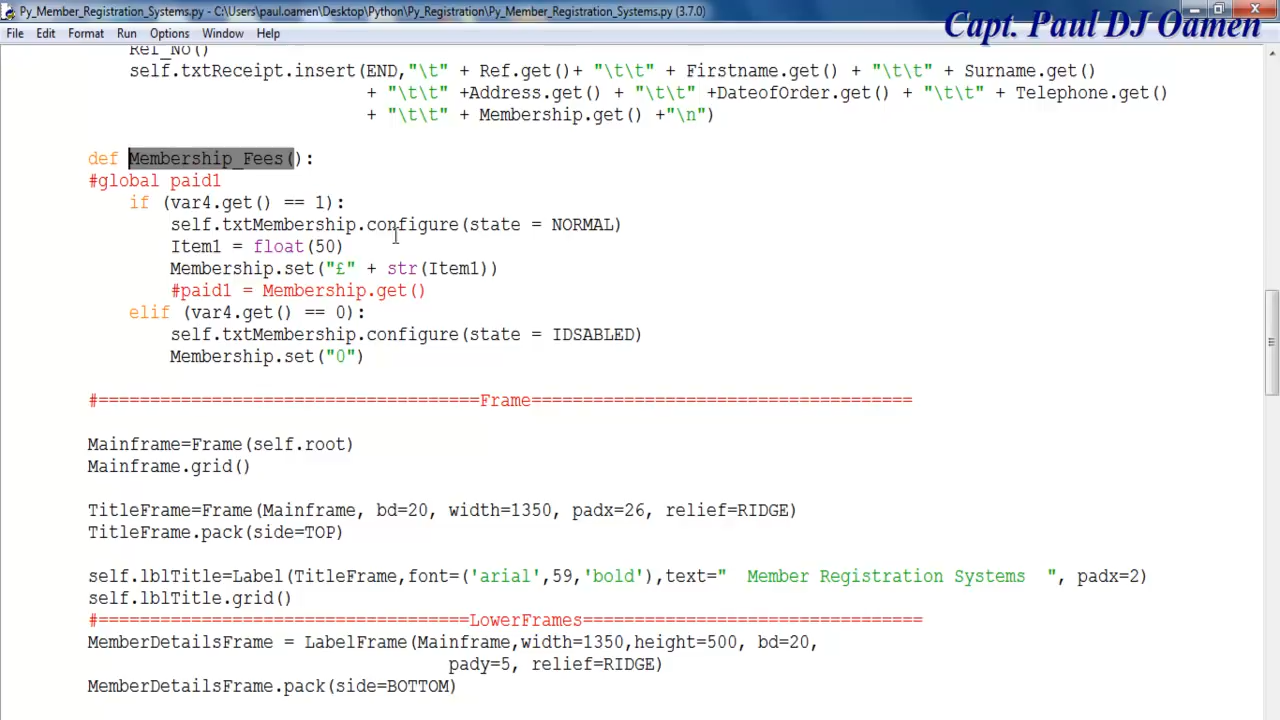 Py_Member_Registration_Systems.py - C:\Users\paul.oamen\Desktop\Python\Py_Registration\Py_Member_Registration_Systems.py (3.7.0)
Capt. Paul DJ Oamen
File Edit Format Run Options Window Help
Ref_No()
self.txtReceipt.insert(END,"\t" + Ref.get()+ "\t\t" + Firstname.get() + "\t\t" + Surname.get()
+ "\t\t" +Address.get() + "\t\t" +DateofOrder.get() + "\t\t" + Telephone.get()
+ "\t\t" + Membership.get() +"\n")
def Membership_Fees():
#global paid1
if (var4.get() == 1):
self.txtMembership.configure(state = NORMAL)
Item1 = float(50)
Membership.set("£" + str(Item1))
#paid1 = Membership.get()
elif (var4.get() == 0):
self.txtMembership.configure(state = IDSABLED)
Membership.set("0")
#=====================================Frame=====================================
Mainframe=Frame(self.root)
Mainframe.grid()
TitleFrame=Frame(Mainframe, bd=20, width=1350, padx=26, relief=RIDGE)
TitleFrame.pack(side=TOP)
self.lblTitle=Label(TitleFrame,font=('arial',59,'bold'),text="  Member Registration Systems  ", padx=2)
self.lblTitle.grid()
#====================================LowerFrames=================================
MemberDetailsFrame = LabelFrame(Mainframe,width=1350,height=500, bd=20,
pady=5, relief=RIDGE)
MemberDetailsFrame.pack(side=BOTTOM)